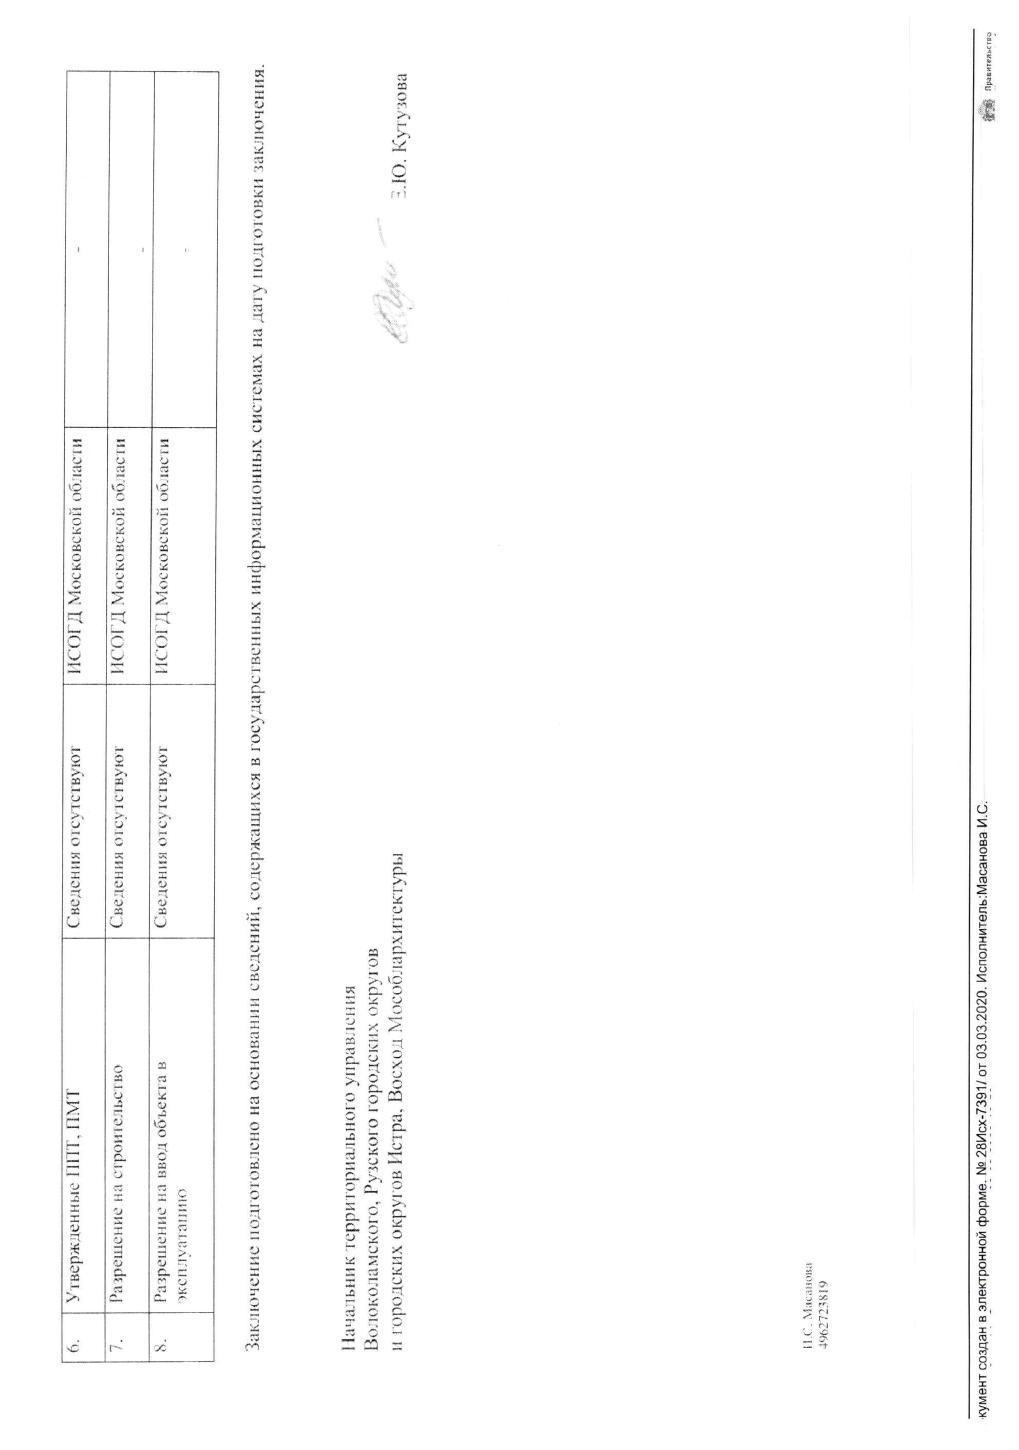 6. Утвержденные ППТ, ПМТ Сведения отсутствуют ИСОГД Московской области -
7. Разрешение на строительство Сведения отсутствуют ИСОГД Московской области -
8. Разрешение на ввод объекта в Сведения отсутствуют ИСОГД Московской области -
эксплуатацию
Заключение подготовлено на основании сведений, содержащихся в государственных информационных системах на дату подготовки заключения.
Начальник территориального управления
Волоколамского, Рузского городских округов
и городских округов Истра, Восход Мособлархитектуры Е.Ю. Кутузова
И.С. Масанова
4962723819
кумент создан в электронной форме. № 28Исх-7391/ от 03.03.2020. Исполнитель:Масанова И.С.
Правительство